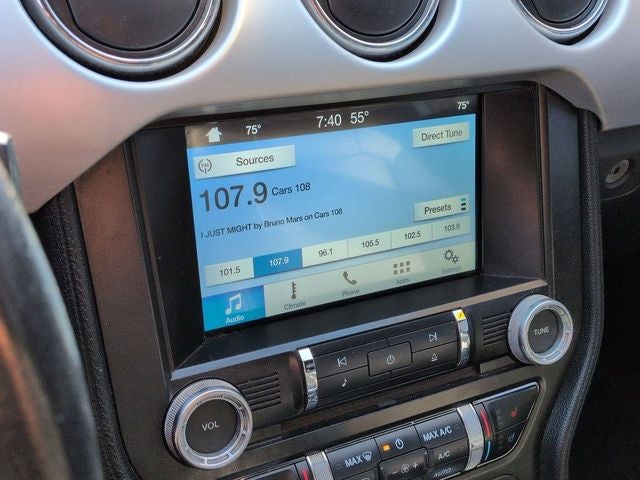 75° 7:40 55° 75°
FM Sources Direct Tune
107.9 Cars 108
I JUST MIGHT by Bruno Mars on Cars 108
Presets
101.5 107.9 96.1 105.5 102.5 103.9
Audio Climate Phone Apps Settings
TUNE
VOL
MAX MAX A/C
A/C
AUTO